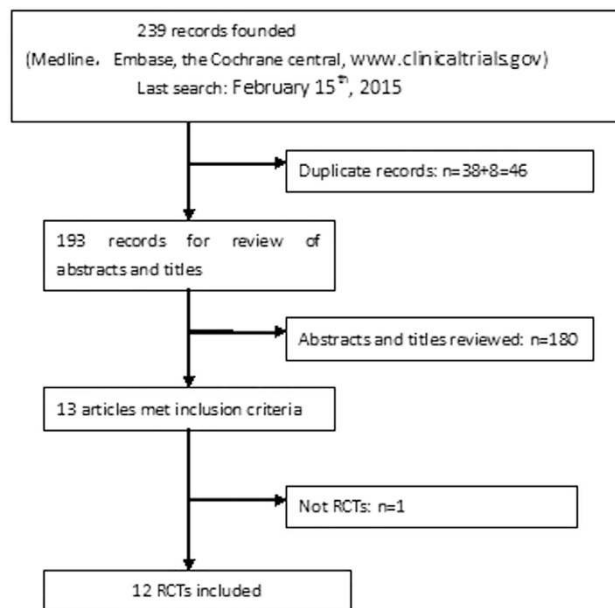 239 records founded
(Medline, Embase, the Cochrane central, www.clinicaltrials.gov)
Last search: February 15th, 2015
Duplicate records: n=38+8=46
193 records for review of
abstracts and titles
Abstracts and titles reviewed: n=180
13 articles met inclusion criteria
Not RCTs: n=1
12 RCTs included